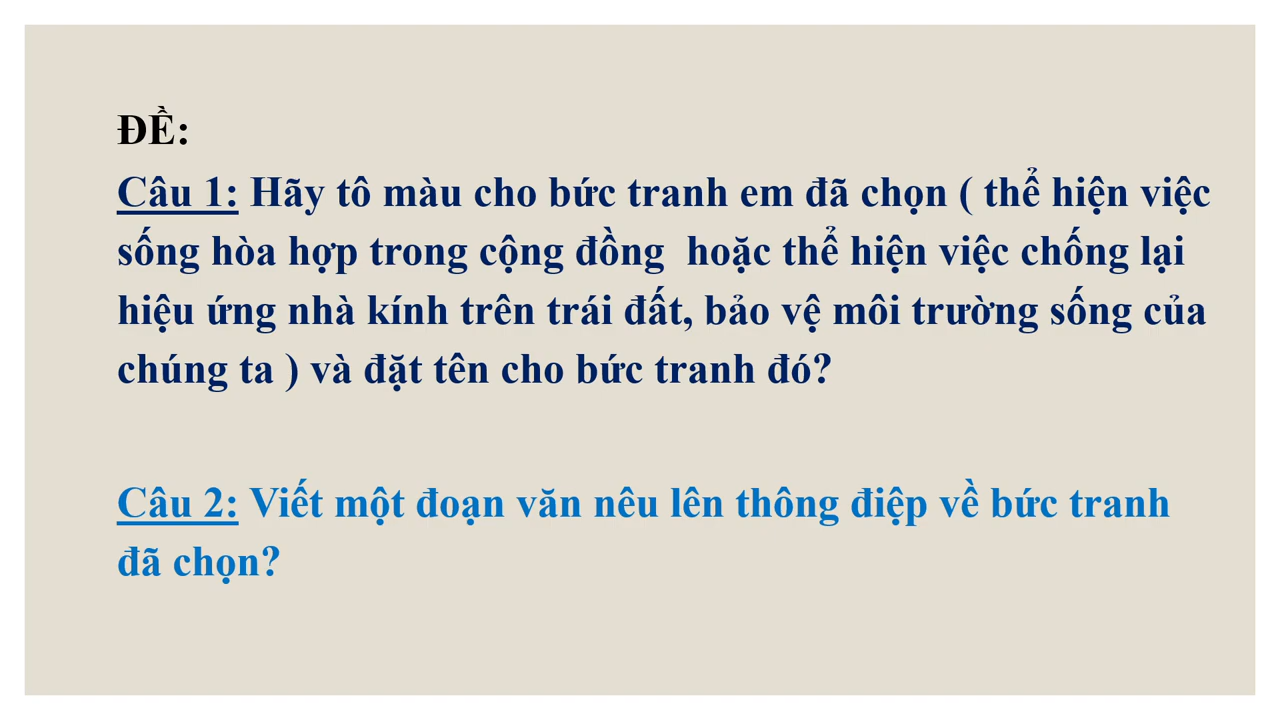 ĐỀ:
Câu 1: Hãy tô màu cho bức tranh em đã chọn ( thể hiện việc
sống hòa hợp trong cộng đồng  hoặc thể hiện việc chống lại
hiệu ứng nhà kính trên trái đất, bảo vệ môi trường sống của
chúng ta ) và đặt tên cho bức tranh đó?
Câu 2: Viết một đoạn văn nêu lên thông điệp về bức tranh
đã chọn?